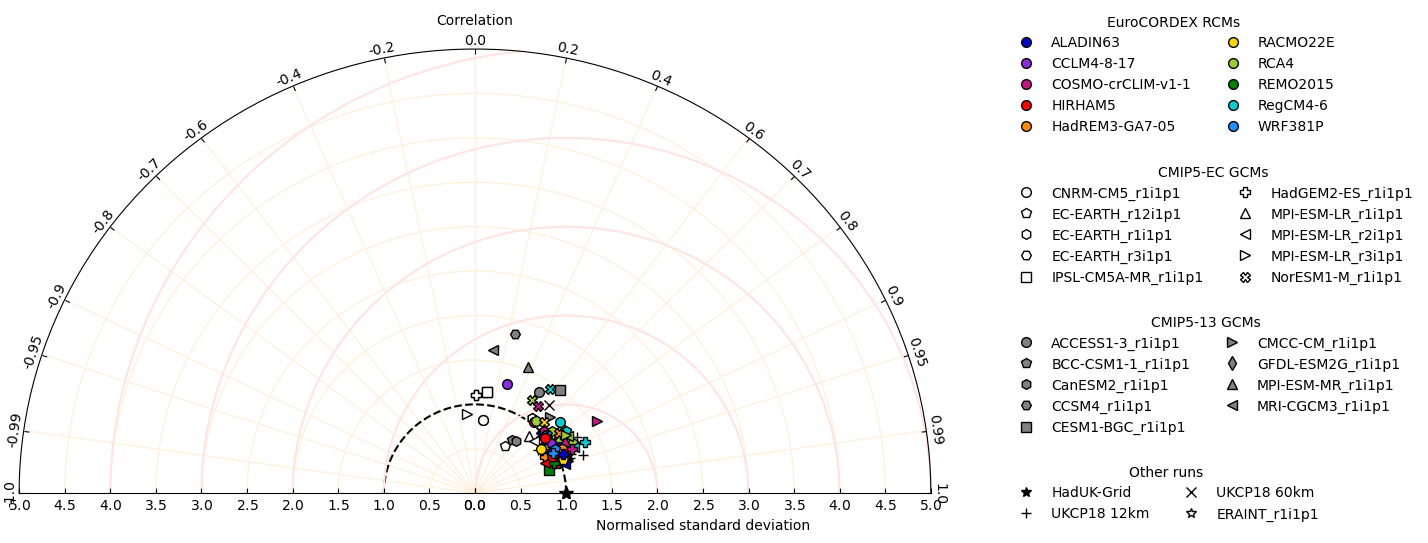 Correlation
-1.0
-0.99
-0.95
-0.9
-0.8
-0.7
-0.6
-0.4
-0.2
0.0
0.2
0.4
0.6
0.7
0.8
0.9
0.95
0.99
1.0
5.0 4.5 4.0 3.5 3.0 2.5 2.0 1.5 1.0 0.5 0.0 0.5 1.0 1.5 2.0 2.5 3.0 3.5 4.0 4.5 5.0
Normalised standard deviation
EuroCORDEX RCMs
ALADIN63 RACMO22E
CCLM4-8-17 RCA4
COSMO-crCLIM-v1-1 REMO2015
HIRHAM5 RegCM4-6
HadREM3-GA7-05 WRF381P
CMIP5-EC GCMs
CNRM-CM5_r1i1p1 HadGEM2-ES_r1i1p1
EC-EARTH_r12i1p1 MPI-ESM-LR_r1i1p1
EC-EARTH_r1i1p1 MPI-ESM-LR_r2i1p1
EC-EARTH_r3i1p1 MPI-ESM-LR_r3i1p1
IPSL-CM5A-MR_r1i1p1 NorESM1-M_r1i1p1
CMIP5-13 GCMs
ACCESS1-3_r1i1p1 CMCC-CM_r1i1p1
BCC-CSM1-1_r1i1p1 GFDL-ESM2G_r1i1p1
CanESM2_r1i1p1 MPI-ESM-MR_r1i1p1
CCSM4_r1i1p1 MRI-CGCM3_r1i1p1
CESM1-BGC_r1i1p1
Other runs
HadUK-Grid UKCP18 60km
UKCP18 12km ERAINT_r1i1p1